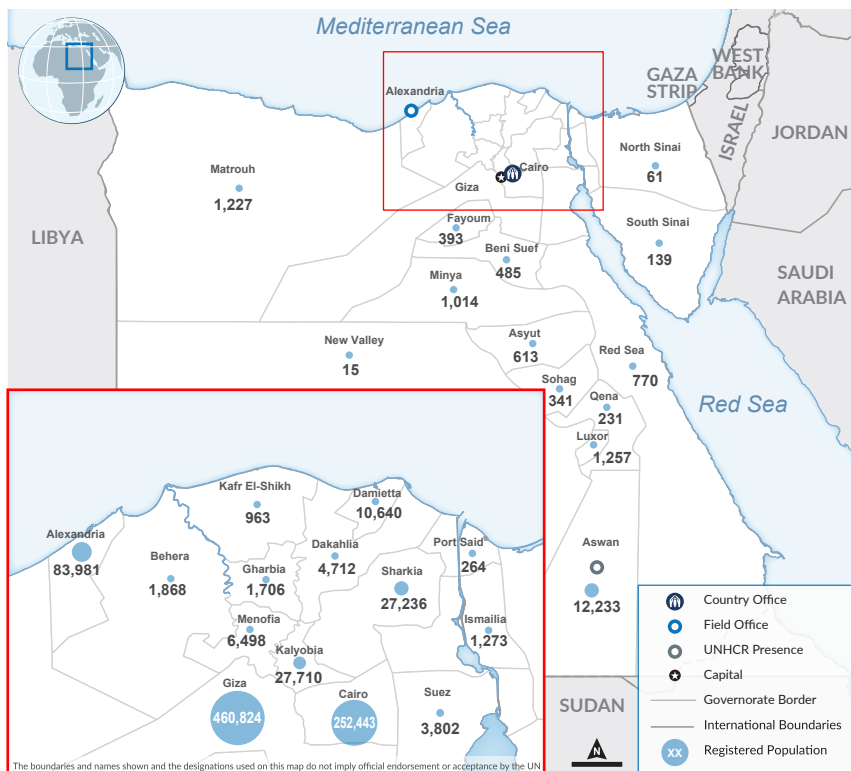 Mediterranean Sea
WEST
BANK
GAZA
STRIP
ISRAEL
JORDAN
Alexandria
Cairo
Giza
North Sinai
61
Matrouh
1,227
LIBYA
Fayoum
393
Beni Suef
485
South Sinai
139
SAUDI
ARABIA
Minya
1,014
New Valley
15
Asyut
613
Red Sea
770
Sohag
341
Qena
231
Red Sea
Luxor
1,257
Aswan
12,233
Kafr El-Shikh
963
Damietta
10,640
Alexandria
83,981
Behera
1,868
Gharbia
1,706
Dakahlia
4,712
Port Said
264
Sharkia
27,236
Menofia
6,498
Ismailia
1,273
Kalyobia
27,710
Giza
460,824
Cairo
252,443
Suez
3,802
SUDAN
N
Country Office
Field Office
UNHCR Presence
Capital
Governorate Border
International Boundaries
XX Registered Population
The boundaries and names shown and the designations used on this map do not imply official endorsement or acceptance by the UN